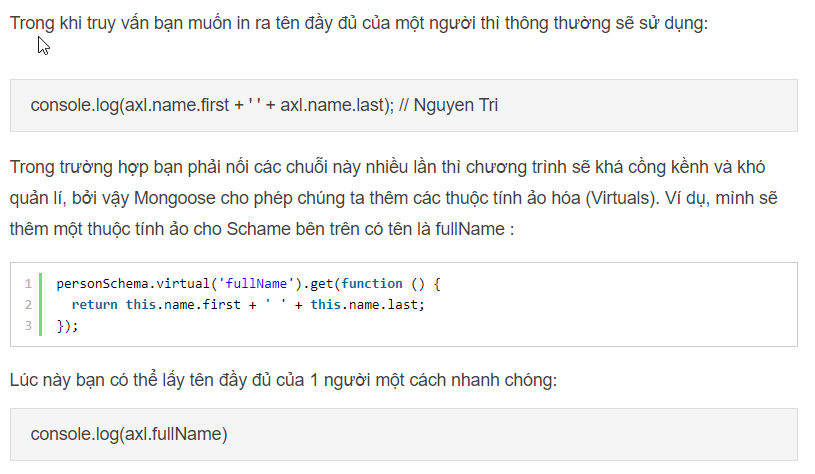 Trong khi truy vấn bạn muốn in ra tên đầy đủ của một người thì thông thường sẽ sử dụng:
console.log(axl.name.first + ' ' + axl.name.last); // Nguyen Tri
Trong trường hợp bạn phải nối các chuỗi này nhiều lần thì chương trình sẽ khá cồng kềnh và khó
quản lí, bởi vậy Mongoose cho phép chúng ta thêm các thuộc tính ảo hóa (Virtuals). Ví dụ, mình sẽ
thêm một thuộc tính ảo cho Schame bên trên có tên là fullName :
1 personSchema.virtual('fullName').get(function () {
2   return this.name.first + ' ' + this.name.last;
3 });
Lúc này bạn có thể lấy tên đầy đủ của 1 người một cách nhanh chóng:
console.log(axl.fullName)